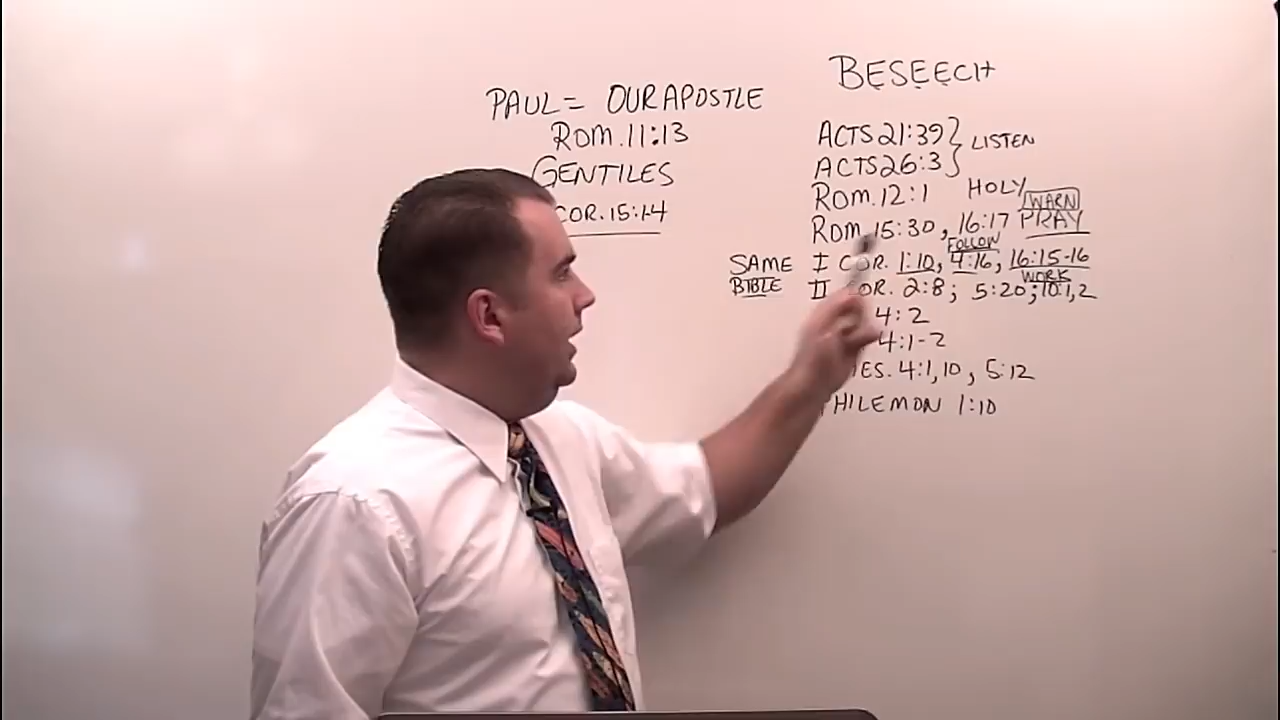 PAUL = OUR APOSTLE
ROM. 11:13
GENTILES
COR. 15:1-4
BESEECH
ACTS 21:39 } LISTEN
ACTS 26:3
ROM. 12:1 HOLY
WARN
ROM. 15:30, 16:17 PRAY
FOLLOW
SAME I COR. 1:10, 4:16, 16:15-16
WORK
BIBLE II COR. 2:8; 5:20; 10:1,2
4:2
4:1-2
ES. 4:1,10, 5:12
PHILEMON 1:10